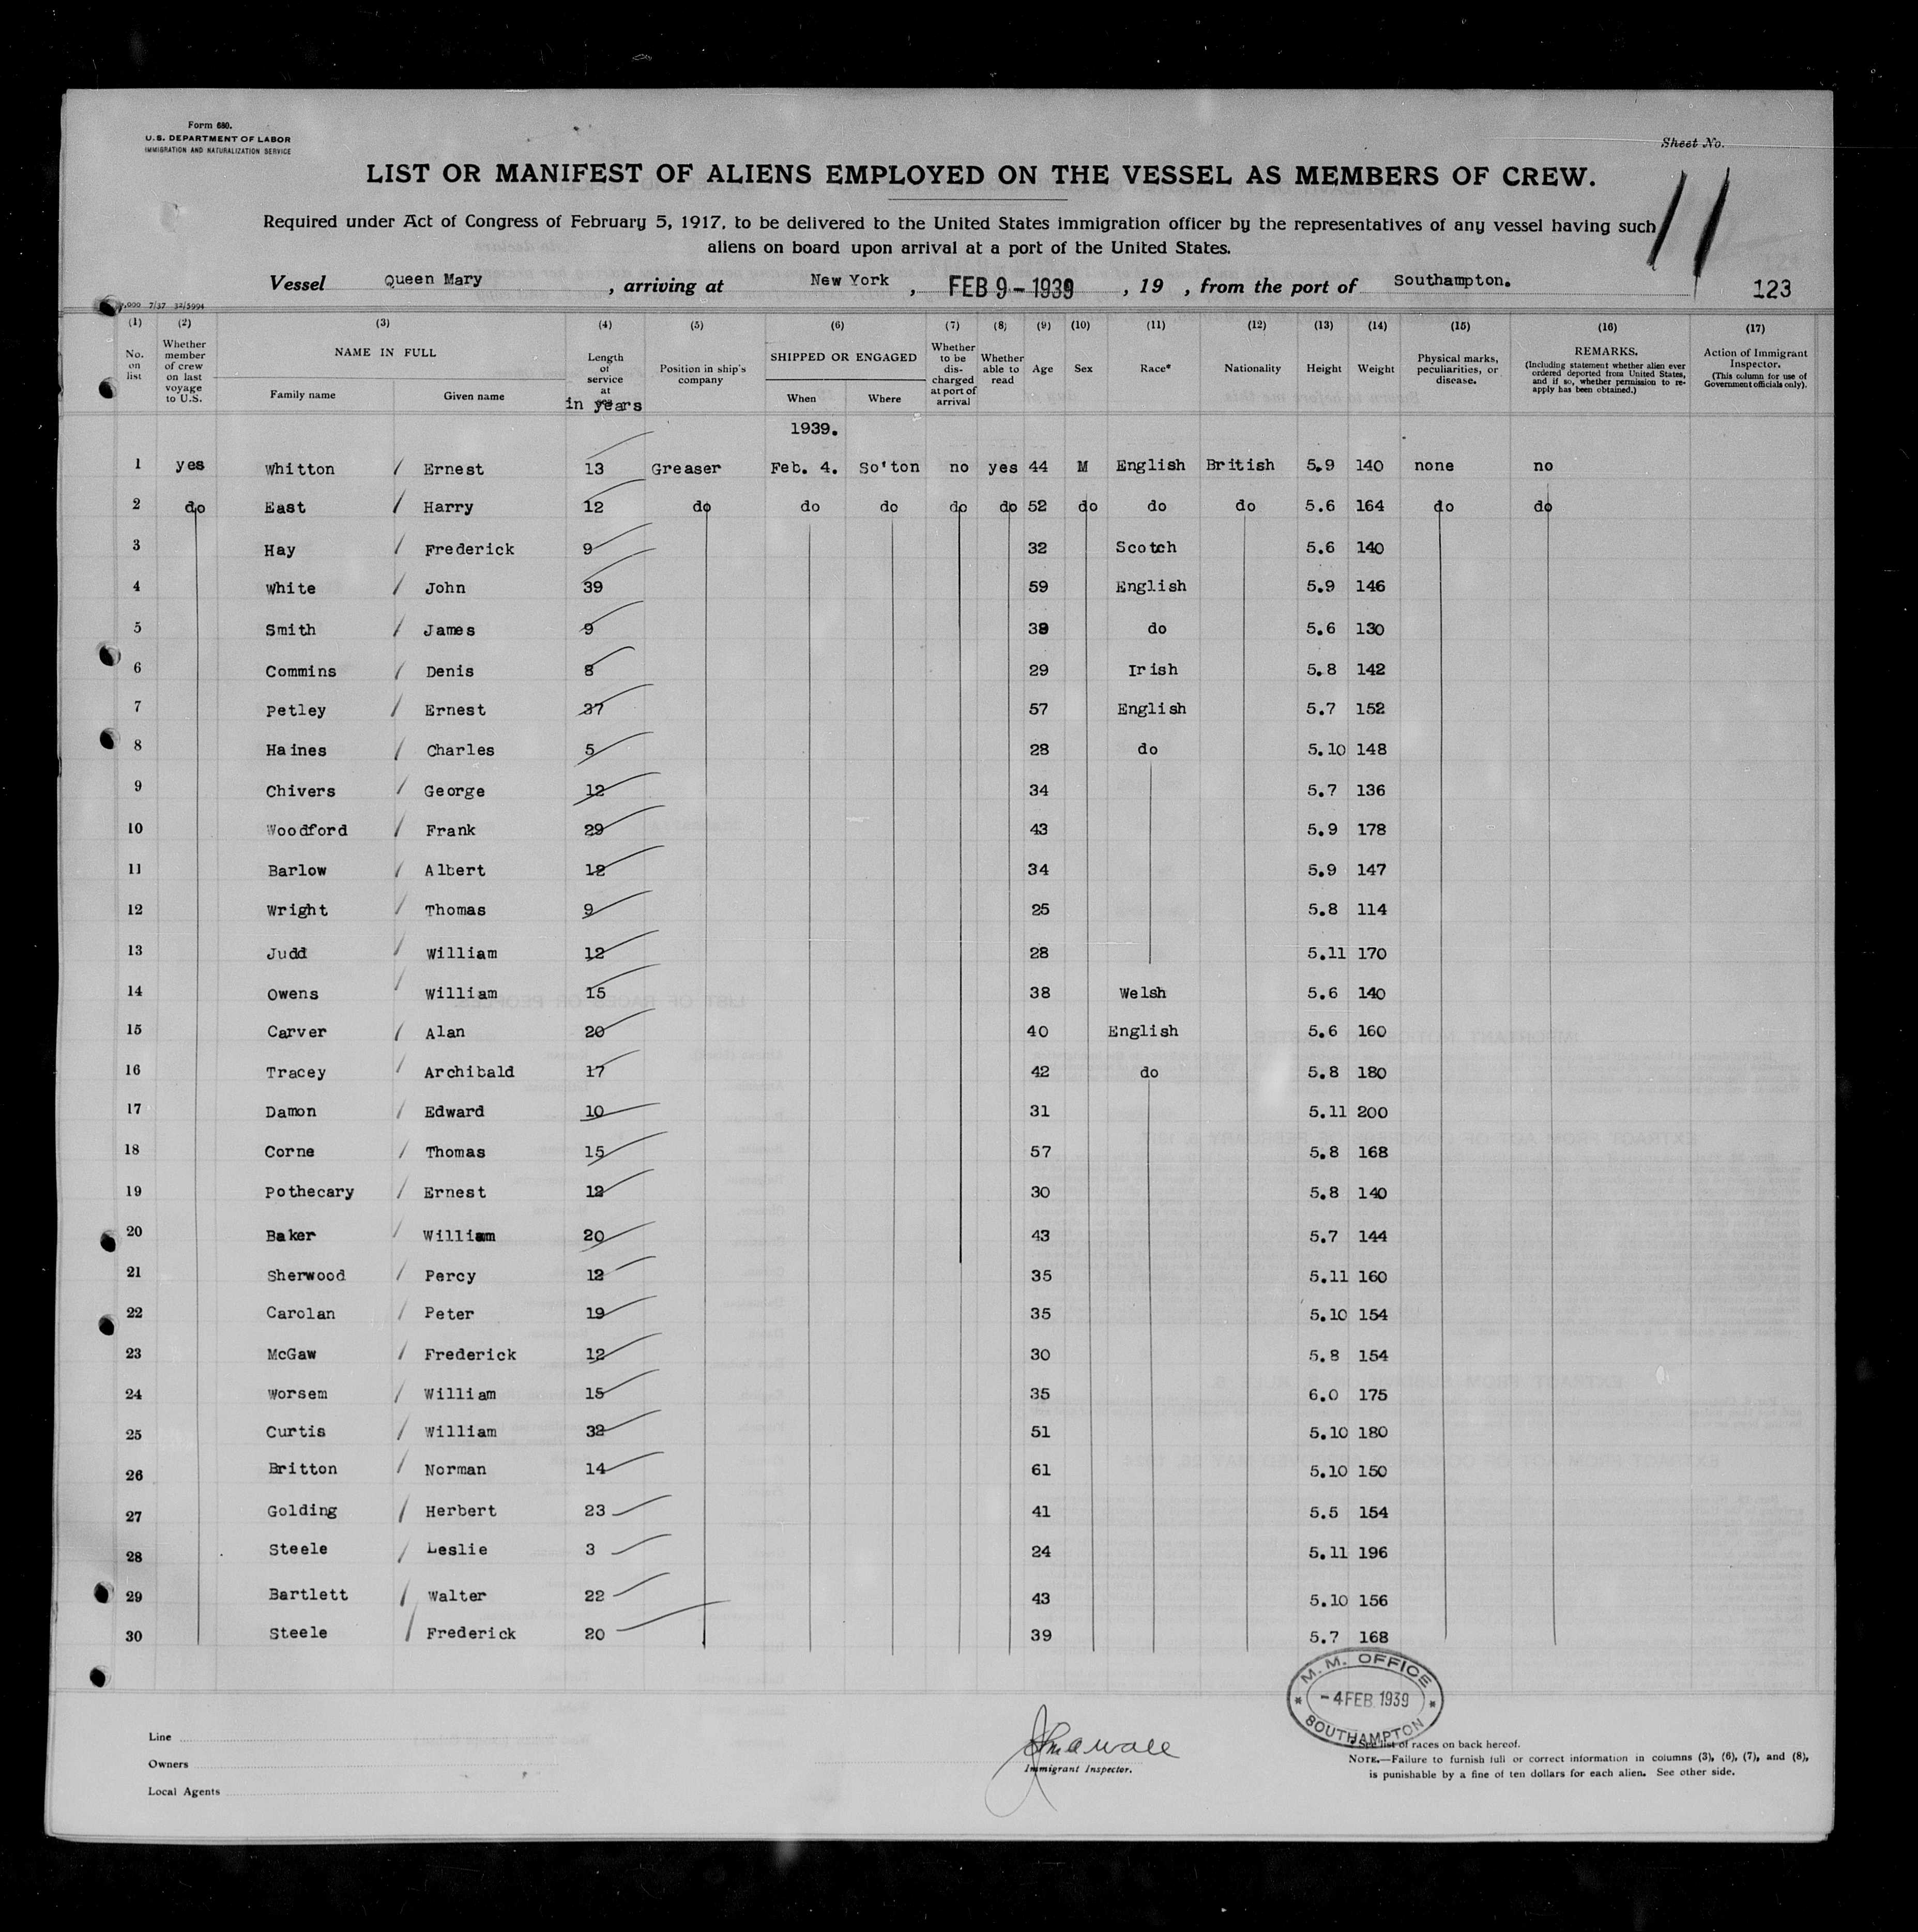 Form 680.
U.S. DEPARTMENT OF LABOR
IMMIGRATION AND NATURALIZATION SERVICE
Sheet No.
LIST OR MANIFEST OF ALIENS EMPLOYED ON THE VESSEL AS MEMBERS OF CREW.
11
Required under Act of Congress of February 5, 1917, to be delivered to the United States immigration officer by the representatives of any vessel having such
aliens on board upon arrival at a port of the United States.
Vessel Queen Mary, arriving at New York, FEB 9-1939, 19 , from the port of Southampton. 123
7/37 32/5994
(1) (2) (3) (4) (5) (6) (7) (8) (9) (10) (11) (12) (13) (14) (15) (16) (17)
No. on list
Whether member of crew on last voyage to U.S.
NAME IN FULL
Family name
Given name
Length of service at
in years
Position in ship's company
SHIPPED OR ENGAGED
When
Where
Whether to be discharged at port of arrival
Whether able to read
Age
Sex
Race*
Nationality
Height
Weight
Physical marks, peculiarities, or disease.
REMARKS.
(Including statement whether alien ever ordered deported from United States, and if so, whether permission to reapply has been obtained.)
Action of Immigrant Inspector.
(This column for use of Government officials only).
1939.
1 yes Whitton Ernest 13 Greaser Feb. 4. So'ton no yes 44 M English British 5.9 140 none no
2 do East Harry 12 do do do do do 52 do do do 5.6 164 do do
3 Hay Frederick 9 32 Scotch 5.6 140
4 White John 39 59 English 5.9 146
5 Smith James 9 do 5.6 130
6 Commins Denis 8 29 Irish 5.8 142
7 Petley Ernest 37 57 English 5.7 152
8 Haines Charles 5 28 do 5.10 148
9 Chivers George 12 34 5.7 136
10 Woodford Frank 29 43 5.9 178
11 Barlow Albert 12 34 5.9 147
12 Wright Thomas 9 25 5.8 114
13 Judd William 12 28 5.11 170
14 Owens William 15 38 Welsh 5.6 140
15 Carver Alan 20 40 English 5.6 160
16 Tracey Archibald 17 42 do 5.8 180
17 Damon Edward 10 31 5.11 200
18 Corne Thomas 15 57 5.8 168
19 Pothecary Ernest 12 30 5.8 140
20 Baker William 20 43 5.7 144
21 Sherwood Percy 12 35 5.11 160
22 Carolan Peter 19 35 5.10 154
23 McGaw Frederick 12 30 5.8 154
24 Worsem William 15 35 6.0 175
25 Curtis William 32 51 5.10 180
26 Britton Norman 14 61 5.10 150
27 Golding Herbert 23 41 5.5 154
28 Steele Leslie 3 24 5.11 196
29 Bartlett Walter 22 43 5.10 156
30 Steele Frederick 20 39 5.7 168
M. M. OFFICE
-4 FEB 1939
SOUTHAMPTON
Line
Owners
Local Agents
Immigrant Inspector.
* See list of races on back hereof.
NOTE.—Failure to furnish full or correct information in columns (3), (6), (7), and (8),
is punishable by a fine of ten dollars for each alien. See other side.